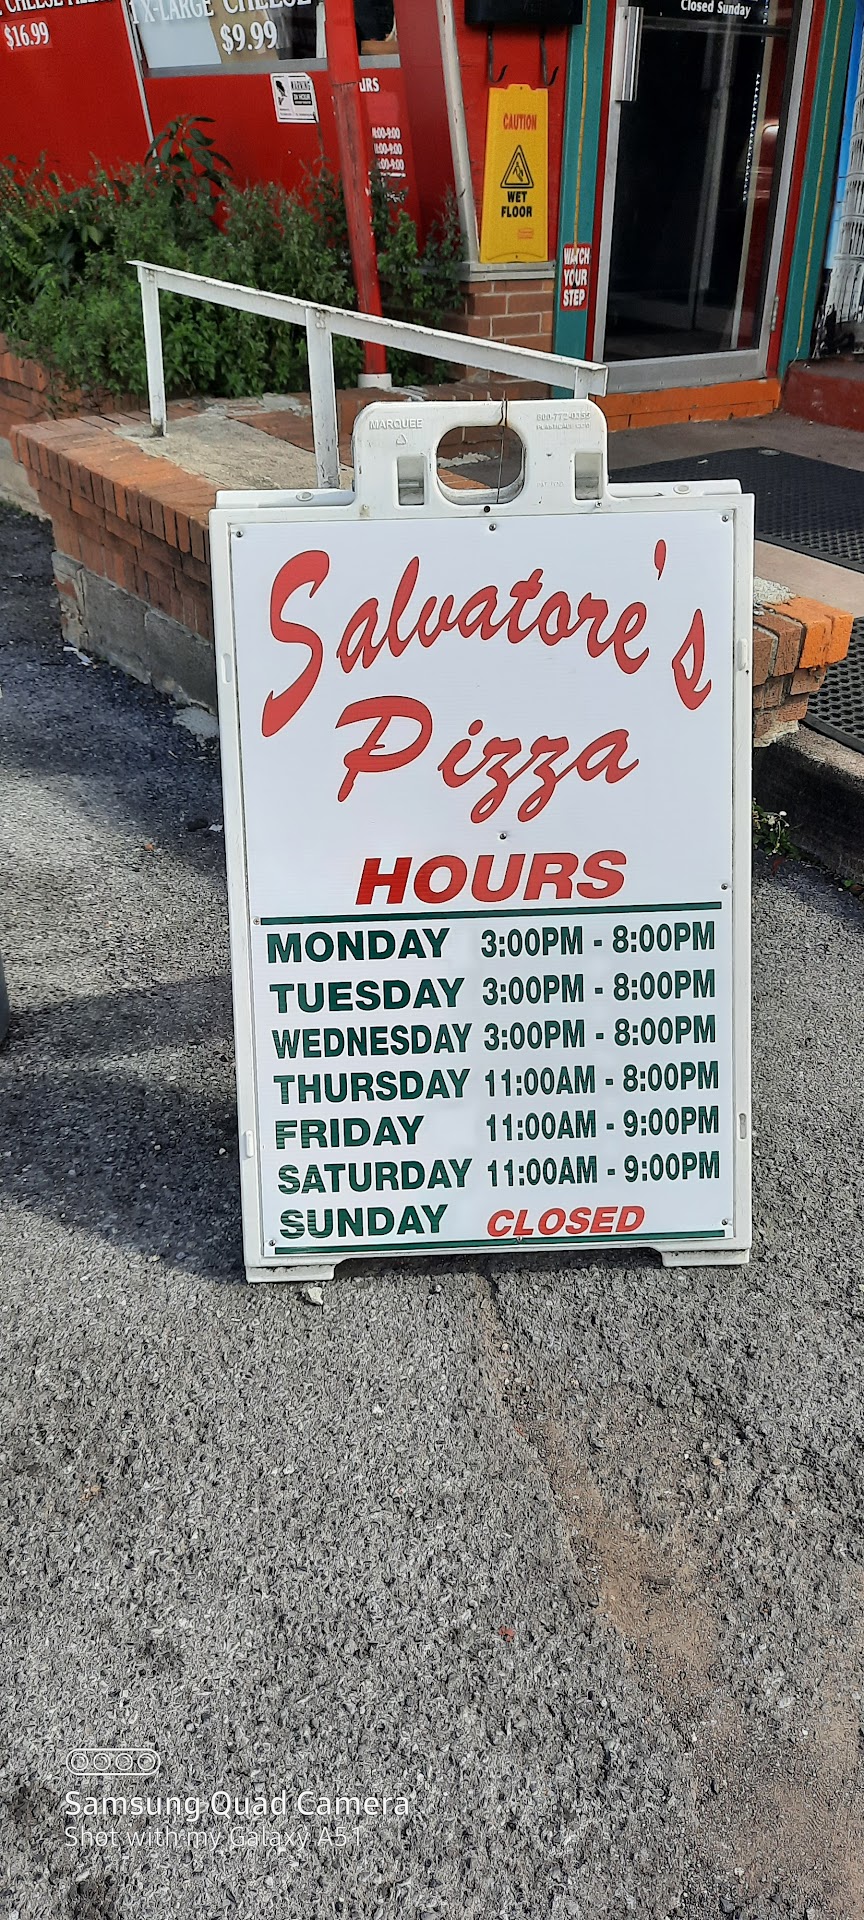 $16.99
1 X-LARGE CHEESE
$9.99
Closed Sunday
WARNING
CAUTION
WET
FLOOR
WATCH
YOUR
STEP
MARQUEE
Salvatore's
Pizza
HOURS
MONDAY 3:00PM - 8:00PM
TUESDAY 3:00PM - 8:00PM
WEDNESDAY 3:00PM - 8:00PM
THURSDAY 11:00AM - 8:00PM
FRIDAY 11:00AM - 9:00PM
SATURDAY 11:00AM - 9:00PM
SUNDAY CLOSED
Samsung Quad Camera
Shot with my Galaxy A51